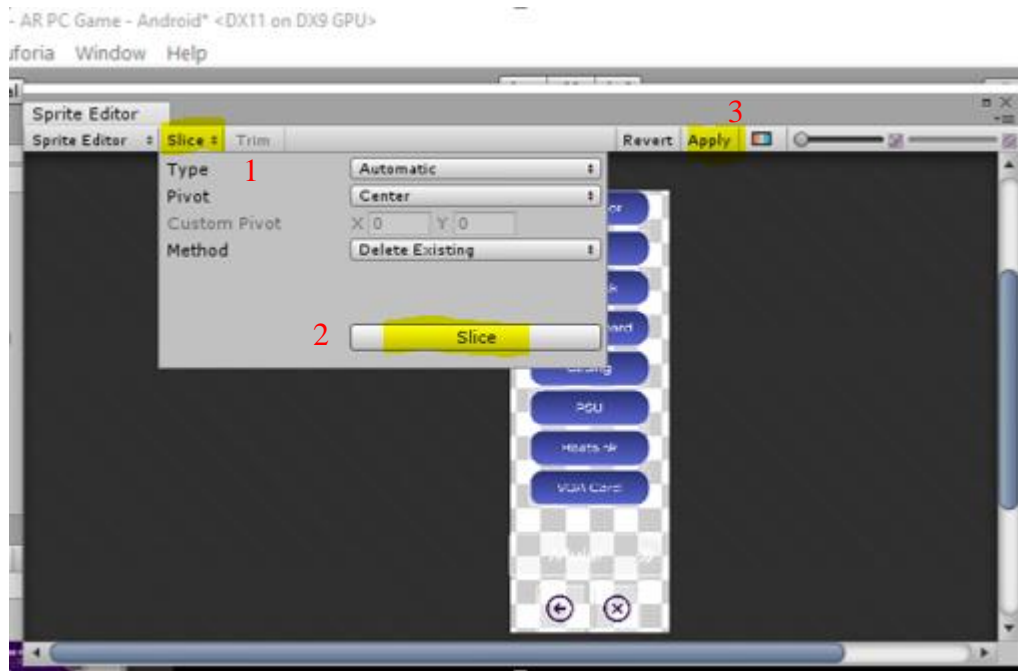 - AR PC Game - Android* <DX11 on DX9 GPU>
uforia Window Help
Sprite Editor
3
Sprite Editor Slice Trim Revert Apply
Type 1 Automatic
Pivot Center
Custom Pivot X 0 Y 0
Method Delete Existing
2 Slice
PSU
VGA Card